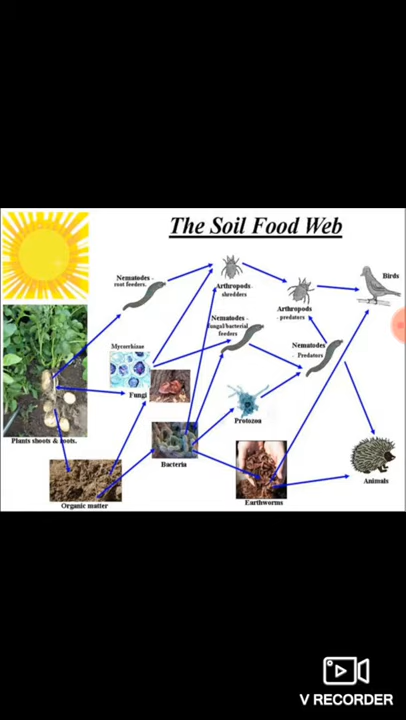 The Soil Food Web
Nematodes -
root feeders.
Arthropods-
shredders
Birds
Arthropods
- predators
Nematodes -
fungal/bacterial
feeders
Nematodes
- Predators
Mycorrhizae
Fungi
Protozoa
Plants shoots & roots.
Bacteria
Animals
Organic matter
Earthworms
V RECORDER